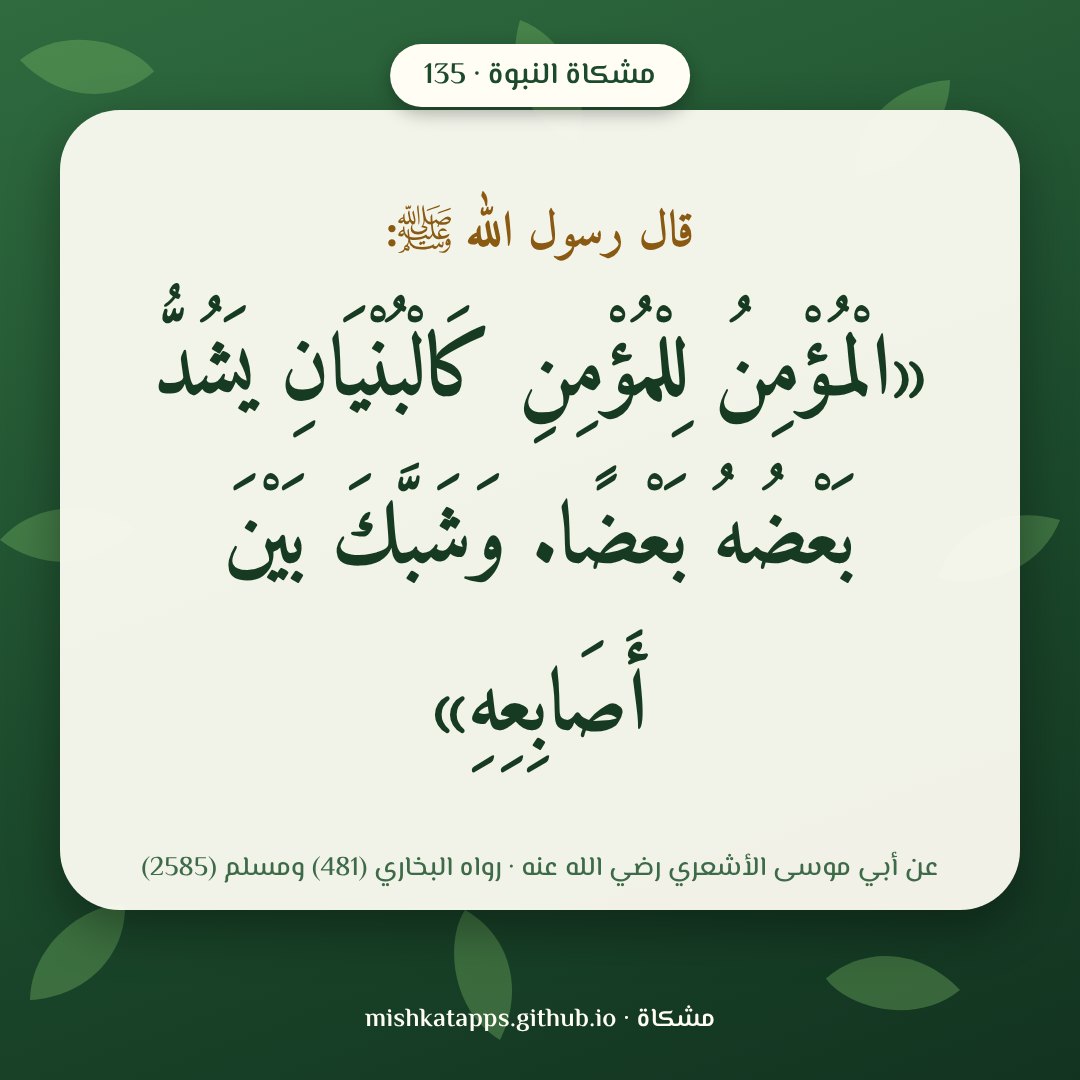 مشكاة النبوة · 135
قال رسول الله ﷺ:
«الْمُؤْمِنُ لِلْمُؤْمِنِ كَالْبُنْيَانِ يَشُدُّ
بَعْضُهُ بَعْضًا. وَشَبَّكَ بَيْنَ
أَصَابِعِهِ»
عن أبي موسى الأشعري رضي الله عنه · رواه البخاري (481) ومسلم (2585)
مشكاة · mishkatapps.github.io